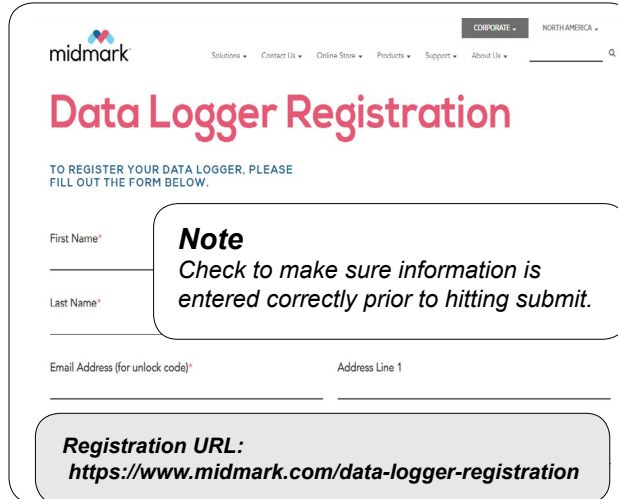 CORPORATE
NORTH AMERICA
midmark
Solutions Contact Us Online Store Products Support About Us
Data Logger Registration
TO REGISTER YOUR DATA LOGGER, PLEASE
FILL OUT THE FORM BELOW.
First Name*
Note
Check to make sure information is
entered correctly prior to hitting submit.
Last Name*
Email Address (for unlock code)*
Address Line 1
Registration URL:
https://www.midmark.com/data-logger-registration